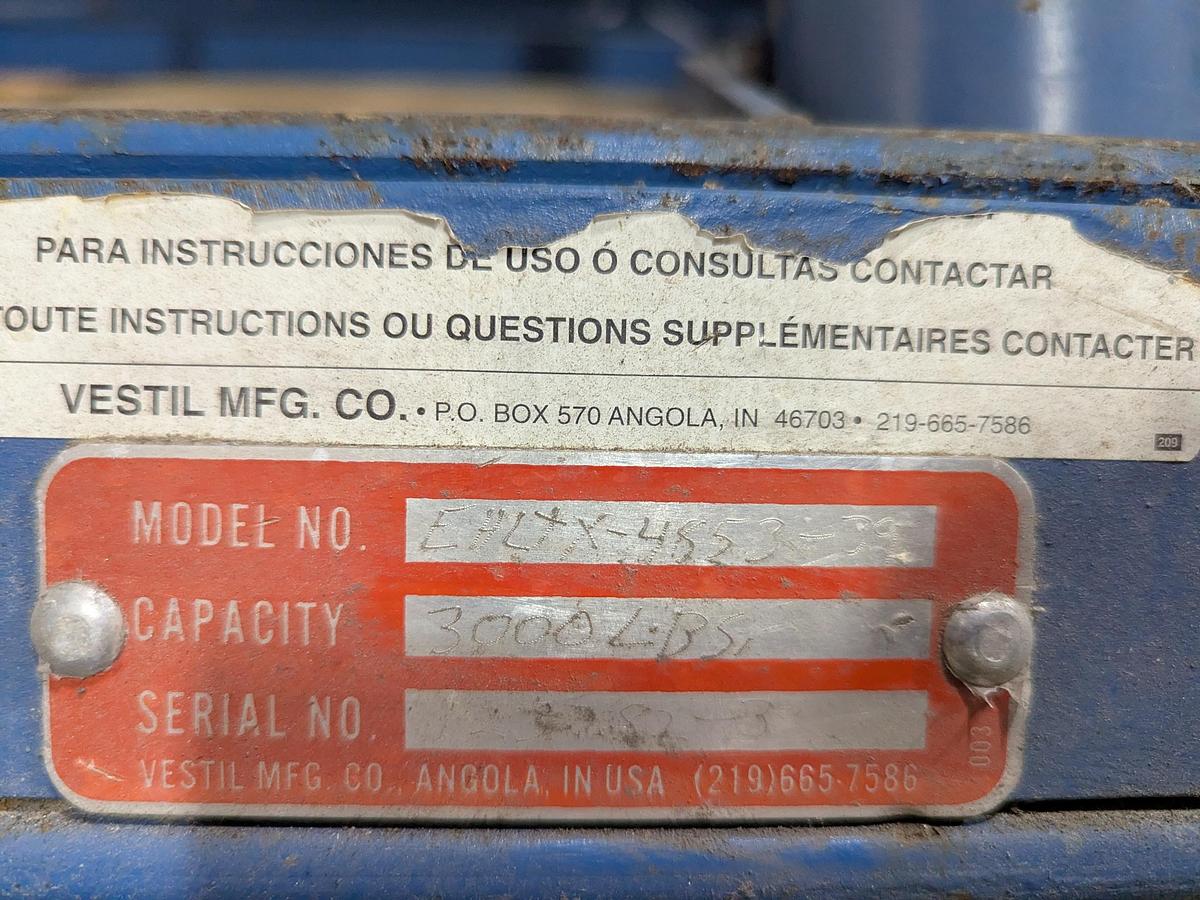 PARA INSTRUCCIONES DE USO Ó CONSULTAS CONTACTAR
TOUTE INSTRUCTIONS OU QUESTIONS SUPPLÉMENTAIRES CONTACTER
VESTIL MFG. CO. • P.O. BOX 570 ANGOLA, IN 46703 • 219-665-7586
209
MODEL NO.
CAPACITY 3000 LBS.
SERIAL NO.
003
VESTIL MFG. CO., ANGOLA, IN USA (219)665-7586